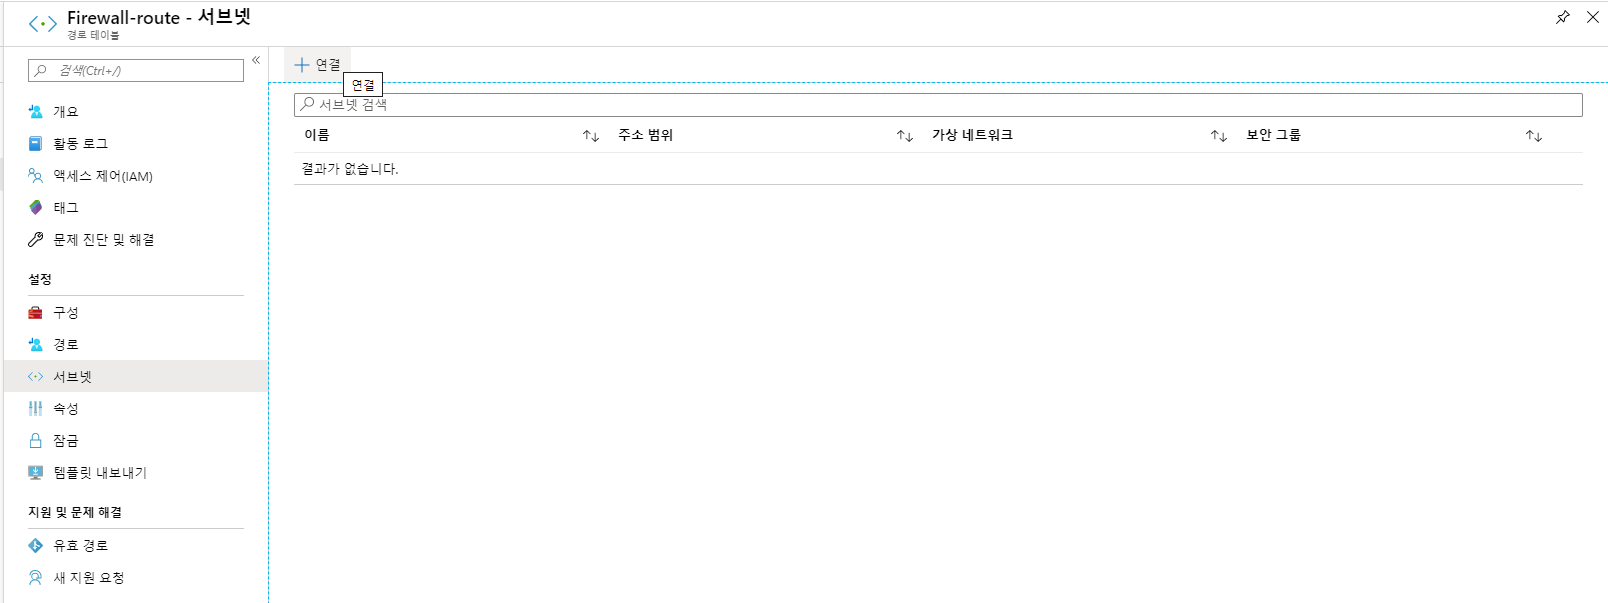 Firewall-route - 서브넷
경로 테이블
검색(Ctrl+/)
«
개요
활동 로그
액세스 제어(IAM)
태그
문제 진단 및 해결
설정
구성
경로
서브넷
속성
잠금
템플릿 내보내기
지원 및 문제 해결
유효 경로
새 지원 요청
연결
연결
서브넷 검색
이름 주소 범위 가상 네트워크 보안 그룹
결과가 없습니다.